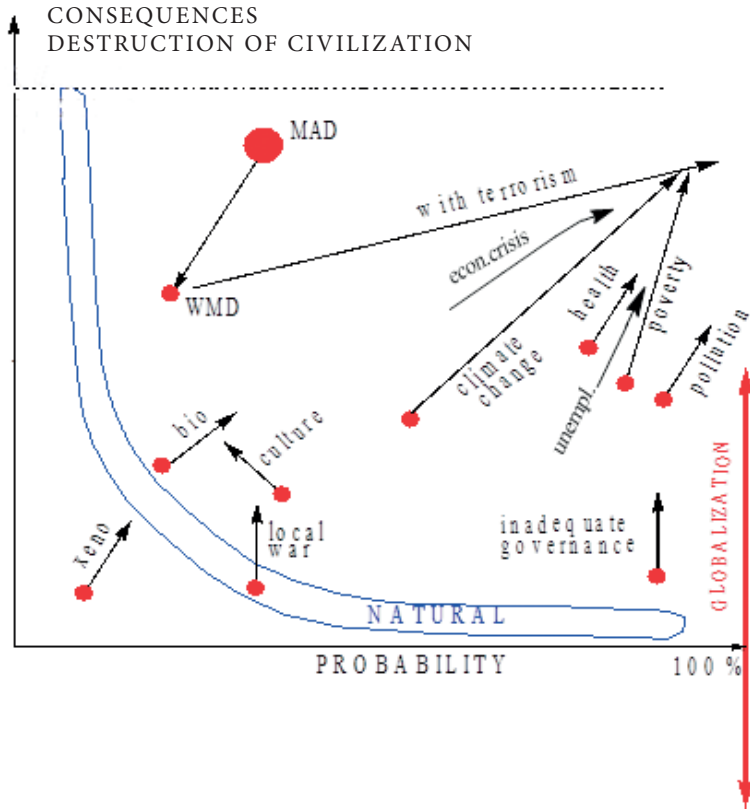 CONSEQUENCES
DESTRUCTION OF CIVILIZATION
MAD
with terrorism
econ.crisis
WMD
health
poverty
pollution
climate
change
unempl.
bio
culture
xeno
local
war
inadequate
governance
GLOBALIZATION
NATURAL
PROBABILITY
100 %